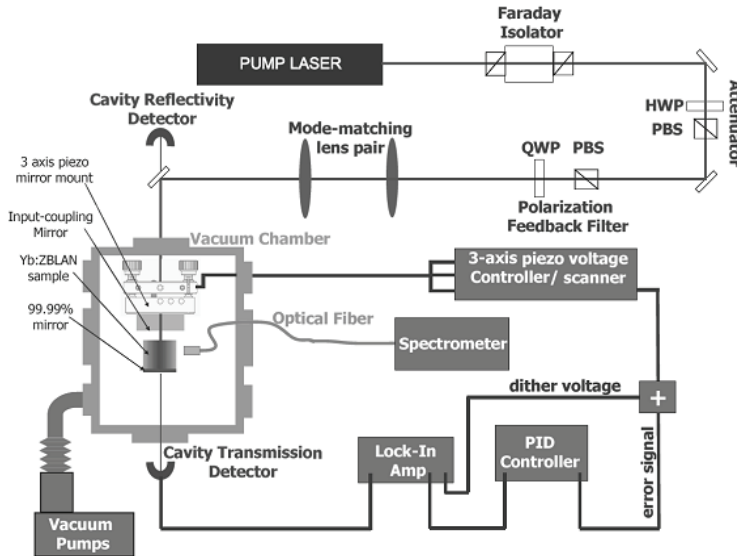 Faraday
Isolator
PUMP LASER
Cavity Reflectivity
Detector
Attenuator
HWP
PBS
Mode-matching
lens pair
3 axis piezo
mirror mount
QWP PBS
Polarization
Feedback Filter
Input-coupling
Mirror
Vacuum Chamber
Yb:ZBLAN
sample
3-axis piezo voltage
Controller/ scanner
99.99%
mirror
Optical Fiber
Spectrometer
dither voltage
+
Cavity Transmission
Detector
Lock-In
Amp
PID
Controller
error signal
Vacuum
Pumps